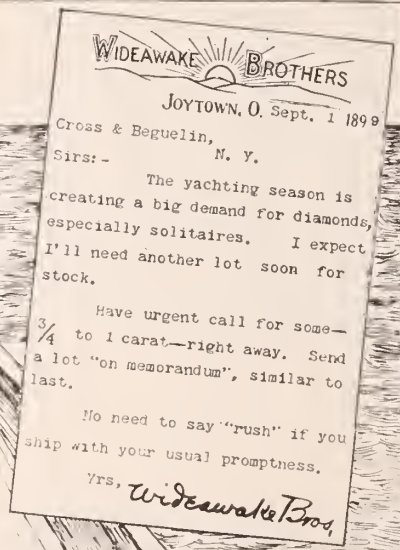 WIDEAWAKE BROTHERS
JOYTOWN, O. Sept. 1 1899
Cross & Beguelin,
N. Y.
Sirs:-
The yachting season is
creating a big demand for diamonds,
especially solitaires. I expect
I'll need another lot soon for
stock.
Have urgent call for some—
3/4 to 1 carat—right away. Send
a lot "on memorandum", similar to
last.
No need to say "rush" if you
ship with your usual promptness.
Yrs, Wideawake Bros.